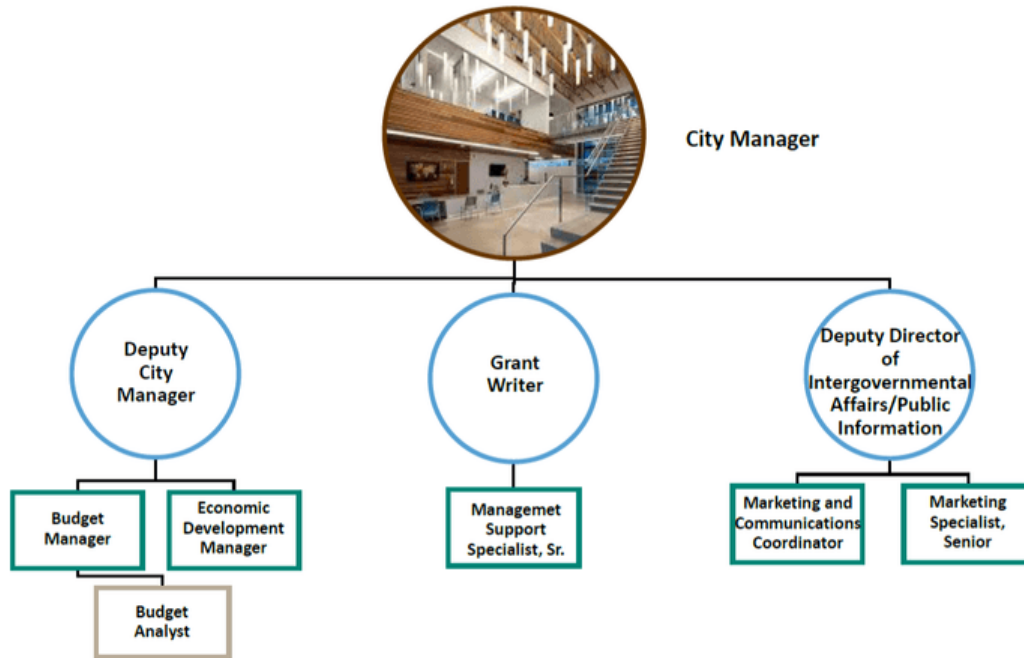 City Manager
Deputy
City
Manager
Grant
Writer
Deputy Director
of
Intergovernmental
Affairs/Public
Information
Budget
Manager
Economic
Development
Manager
Managemet
Support
Specialist, Sr.
Marketing and
Communications
Coordinator
Marketing
Specialist,
Senior
Budget
Analyst